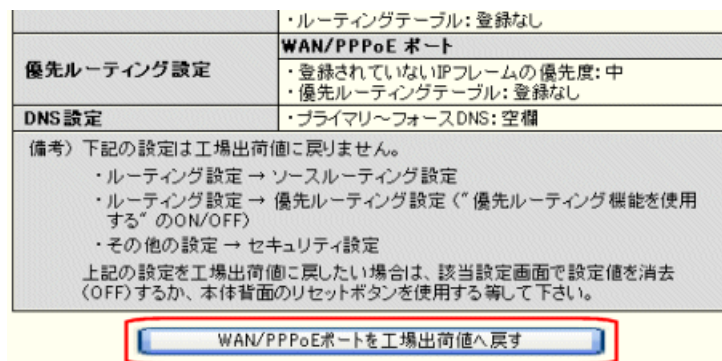 ・ルーティングテーブル: 登録なし
優先ルーティング設定
WAN/PPPoE ポート
・登録されていないIPフレームの優先度: 中
・優先ルーティングテーブル: 登録なし
DNS設定
・プライマリ～フォースDNS: 空欄
備考) 下記の設定は工場出荷値に戻りません。
・ルーティング設定 → ソースルーティング設定
・ルーティング設定 → 優先ルーティング設定 (“優先ルーティング機能を使用
する” のON/OFF)
・その他の設定 → セキュリティ設定
上記の設定を工場出荷値に戻したい場合は、該当設定画面で設定値を消去
(OFF)するか、本体背面のリセットボタンを使用する等して下さい。
WAN/PPPoEポートを工場出荷値へ戻す